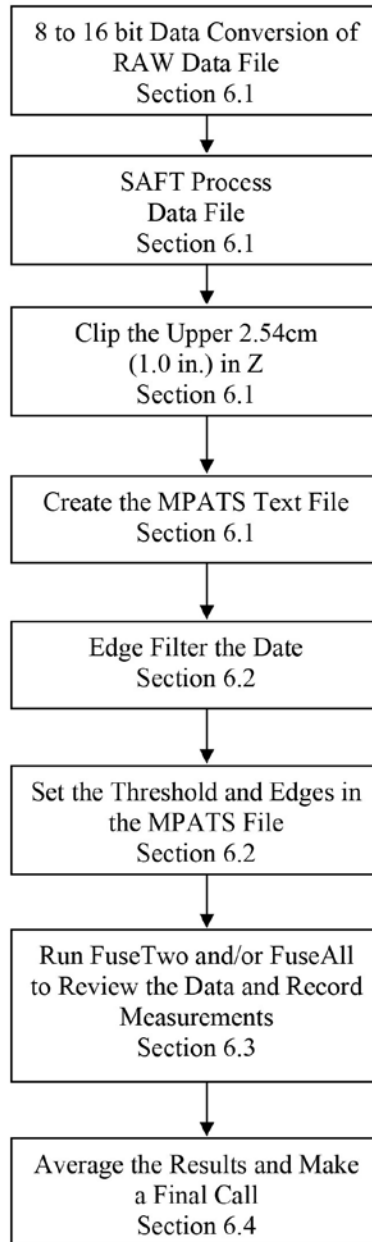 8 to 16 bit Data Conversion of
RAW Data File
Section 6.1
SAFT Process
Data File
Section 6.1
Clip the Upper 2.54cm
(1.0 in.) in Z
Section 6.1
Create the MPATS Text File
Section 6.1
Edge Filter the Date
Section 6.2
Set the Threshold and Edges in
the MPATS File
Section 6.2
Run FuseTwo and/or FuseAll
to Review the Data and Record
Measurements
Section 6.3
Average the Results and Make
a Final Call
Section 6.4